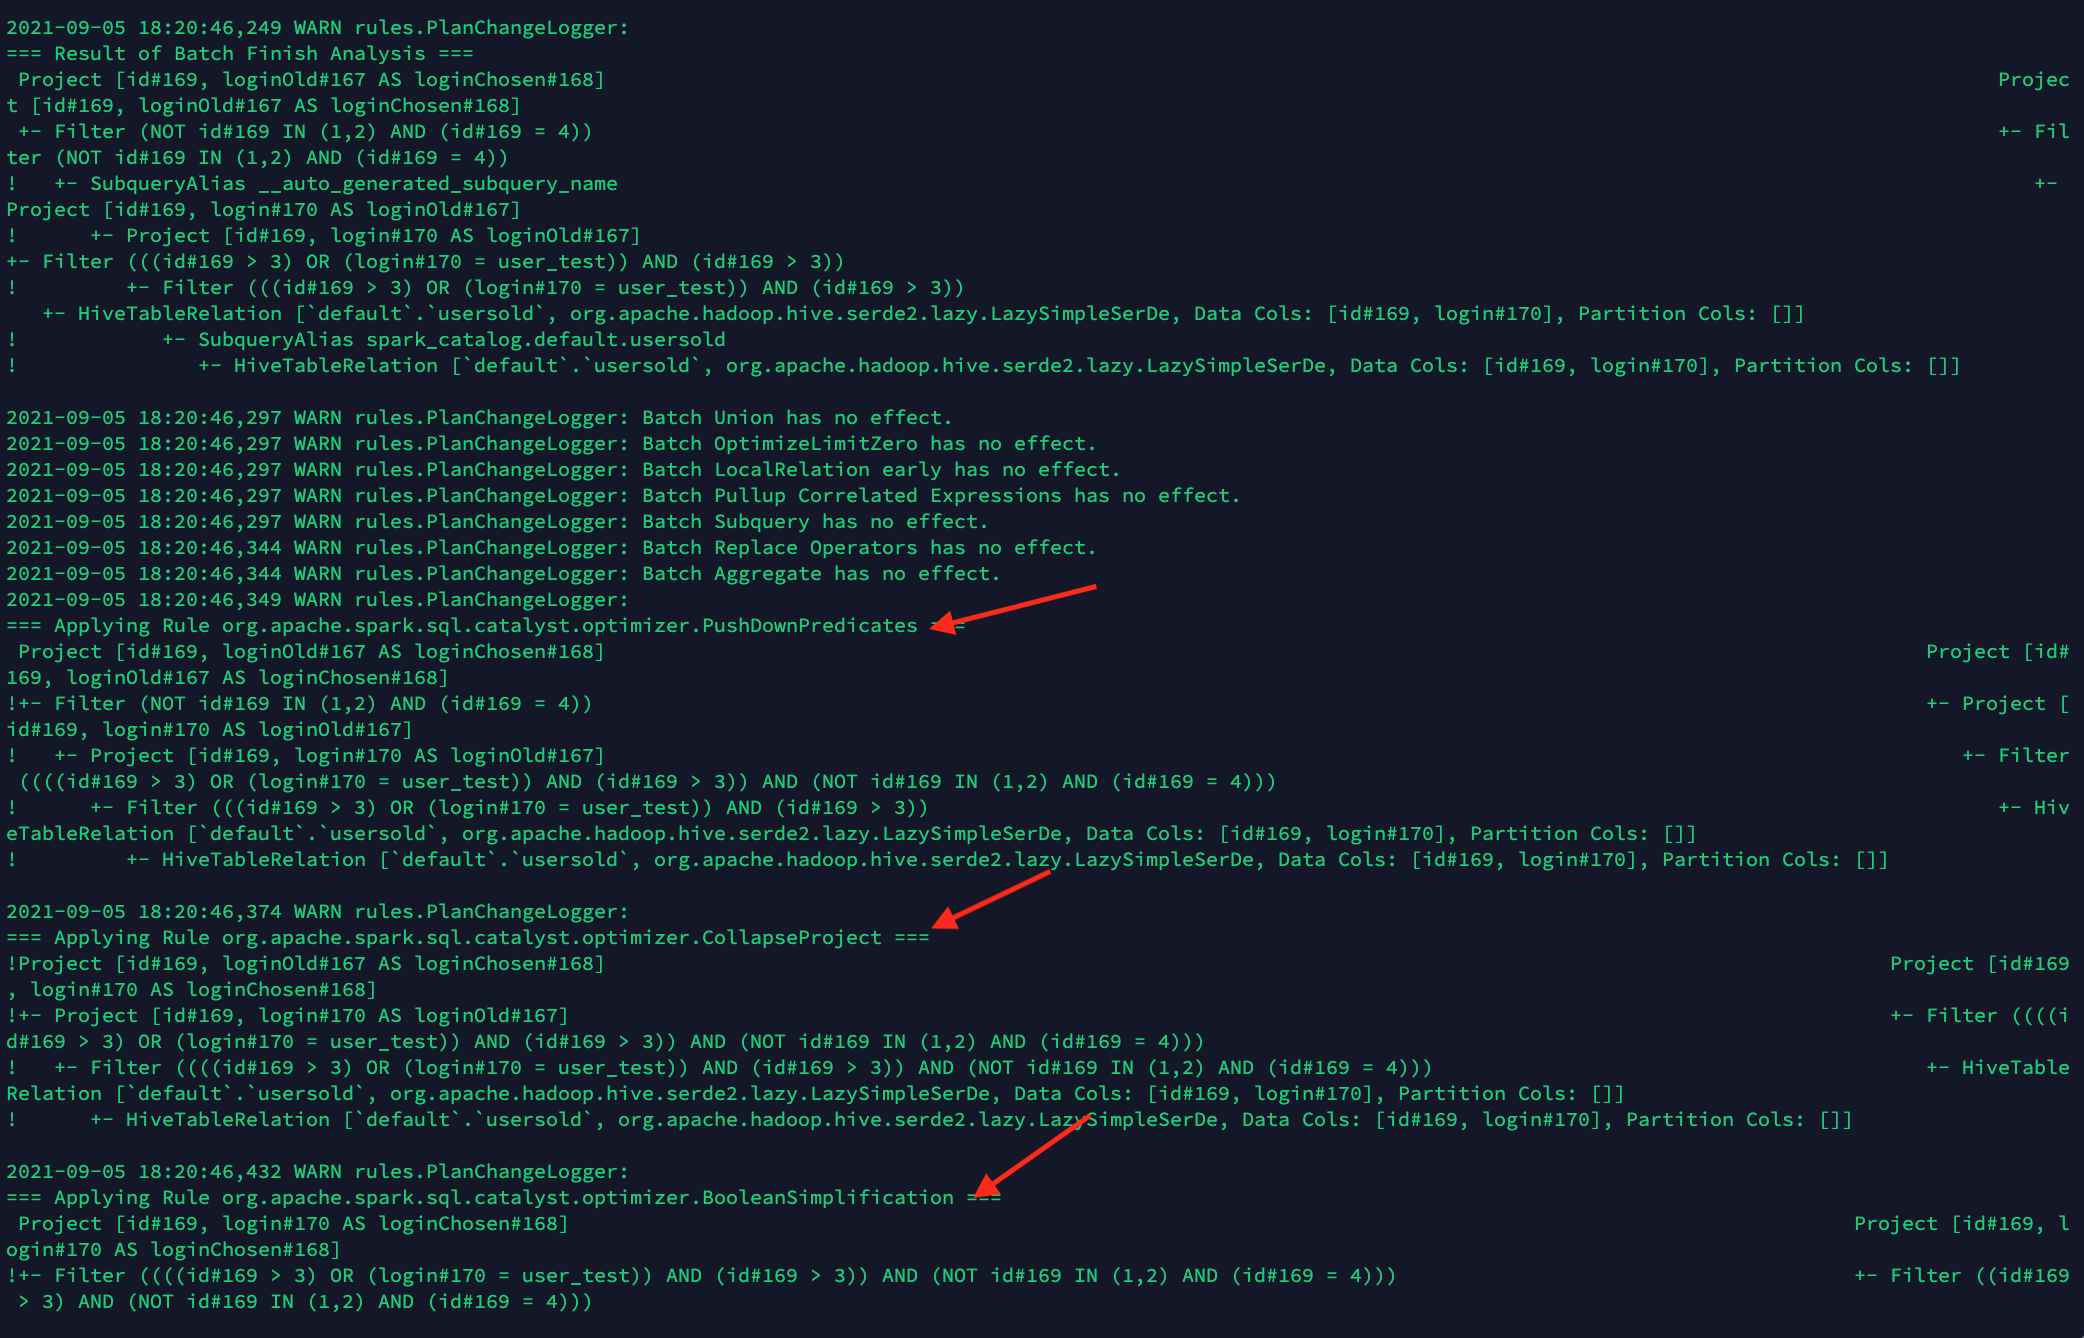 2021-09-05 18:20:46,249 WARN rules.PlanChangeLogger:
=== Result of Batch Finish Analysis ===
 Project [id#169, loginOld#167 AS loginChosen#168]                                                                                                                    Projec
t [id#169, loginOld#167 AS loginChosen#168]
 +- Filter (NOT id#169 IN (1,2) AND (id#169 = 4))                                                                                                                     +- Fil
ter (NOT id#169 IN (1,2) AND (id#169 = 4))
!   +- SubqueryAlias __auto_generated_subquery_name                                                                                                                      +-
Project [id#169, login#170 AS loginOld#167]
!      +- Project [id#169, login#170 AS loginOld#167]
+- Filter (((id#169 > 3) OR (login#170 = user_test)) AND (id#169 > 3))
!         +- Filter (((id#169 > 3) OR (login#170 = user_test)) AND (id#169 > 3))
   +- HiveTableRelation [`default`.`usersold`, org.apache.hadoop.hive.serde2.lazy.LazySimpleSerDe, Data Cols: [id#169, login#170], Partition Cols: []]
!            +- SubqueryAlias spark_catalog.default.usersold
!               +- HiveTableRelation [`default`.`usersold`, org.apache.hadoop.hive.serde2.lazy.LazySimpleSerDe, Data Cols: [id#169, login#170], Partition Cols: []]
2021-09-05 18:20:46,297 WARN rules.PlanChangeLogger: Batch Union has no effect.
2021-09-05 18:20:46,297 WARN rules.PlanChangeLogger: Batch OptimizeLimitZero has no effect.
2021-09-05 18:20:46,297 WARN rules.PlanChangeLogger: Batch LocalRelation early has no effect.
2021-09-05 18:20:46,297 WARN rules.PlanChangeLogger: Batch Pullup Correlated Expressions has no effect.
2021-09-05 18:20:46,297 WARN rules.PlanChangeLogger: Batch Subquery has no effect.
2021-09-05 18:20:46,344 WARN rules.PlanChangeLogger: Batch Replace Operators has no effect.
2021-09-05 18:20:46,344 WARN rules.PlanChangeLogger: Batch Aggregate has no effect.
2021-09-05 18:20:46,349 WARN rules.PlanChangeLogger:
=== Applying Rule org.apache.spark.sql.catalyst.optimizer.PushDownPredicates ===
 Project [id#169, loginOld#167 AS loginChosen#168]                                                                                                              Project [id#
169, loginOld#167 AS loginChosen#168]
!+- Filter (NOT id#169 IN (1,2) AND (id#169 = 4))                                                                                                               +- Project [
id#169, login#170 AS loginOld#167]
!   +- Project [id#169, login#170 AS loginOld#167]                                                                                                                 +- Filter
 ((((id#169 > 3) OR (login#170 = user_test)) AND (id#169 > 3)) AND (NOT id#169 IN (1,2) AND (id#169 = 4)))
!      +- Filter (((id#169 > 3) OR (login#170 = user_test)) AND (id#169 > 3))                                                                                         +- Hiv
eTableRelation [`default`.`usersold`, org.apache.hadoop.hive.serde2.lazy.LazySimpleSerDe, Data Cols: [id#169, login#170], Partition Cols: []]
!         +- HiveTableRelation [`default`.`usersold`, org.apache.hadoop.hive.serde2.lazy.LazySimpleSerDe, Data Cols: [id#169, login#170], Partition Cols: []]
2021-09-05 18:20:46,374 WARN rules.PlanChangeLogger:
=== Applying Rule org.apache.spark.sql.catalyst.optimizer.CollapseProject ===
!Project [id#169, loginOld#167 AS loginChosen#168]                                                                                                           Project [id#169
, login#170 AS loginChosen#168]
!+- Project [id#169, login#170 AS loginOld#167]                                                                                                              +- Filter ((((i
d#169 > 3) OR (login#170 = user_test)) AND (id#169 > 3)) AND (NOT id#169 IN (1,2) AND (id#169 = 4)))
!   +- Filter ((((id#169 > 3) OR (login#170 = user_test)) AND (id#169 > 3)) AND (NOT id#169 IN (1,2) AND (id#169 = 4)))                                         +- HiveTable
Relation [`default`.`usersold`, org.apache.hadoop.hive.serde2.lazy.LazySimpleSerDe, Data Cols: [id#169, login#170], Partition Cols: []]
!      +- HiveTableRelation [`default`.`usersold`, org.apache.hadoop.hive.serde2.lazy.LazySimpleSerDe, Data Cols: [id#169, login#170], Partition Cols: []]
2021-09-05 18:20:46,432 WARN rules.PlanChangeLogger:
=== Applying Rule org.apache.spark.sql.catalyst.optimizer.BooleanSimplification ===
 Project [id#169, login#170 AS loginChosen#168]                                                                                                           Project [id#169, l
ogin#170 AS loginChosen#168]
!+- Filter ((((id#169 > 3) OR (login#170 = user_test)) AND (id#169 > 3)) AND (NOT id#169 IN (1,2) AND (id#169 = 4)))                                      +- Filter ((id#169
 > 3) AND (NOT id#169 IN (1,2) AND (id#169 = 4)))